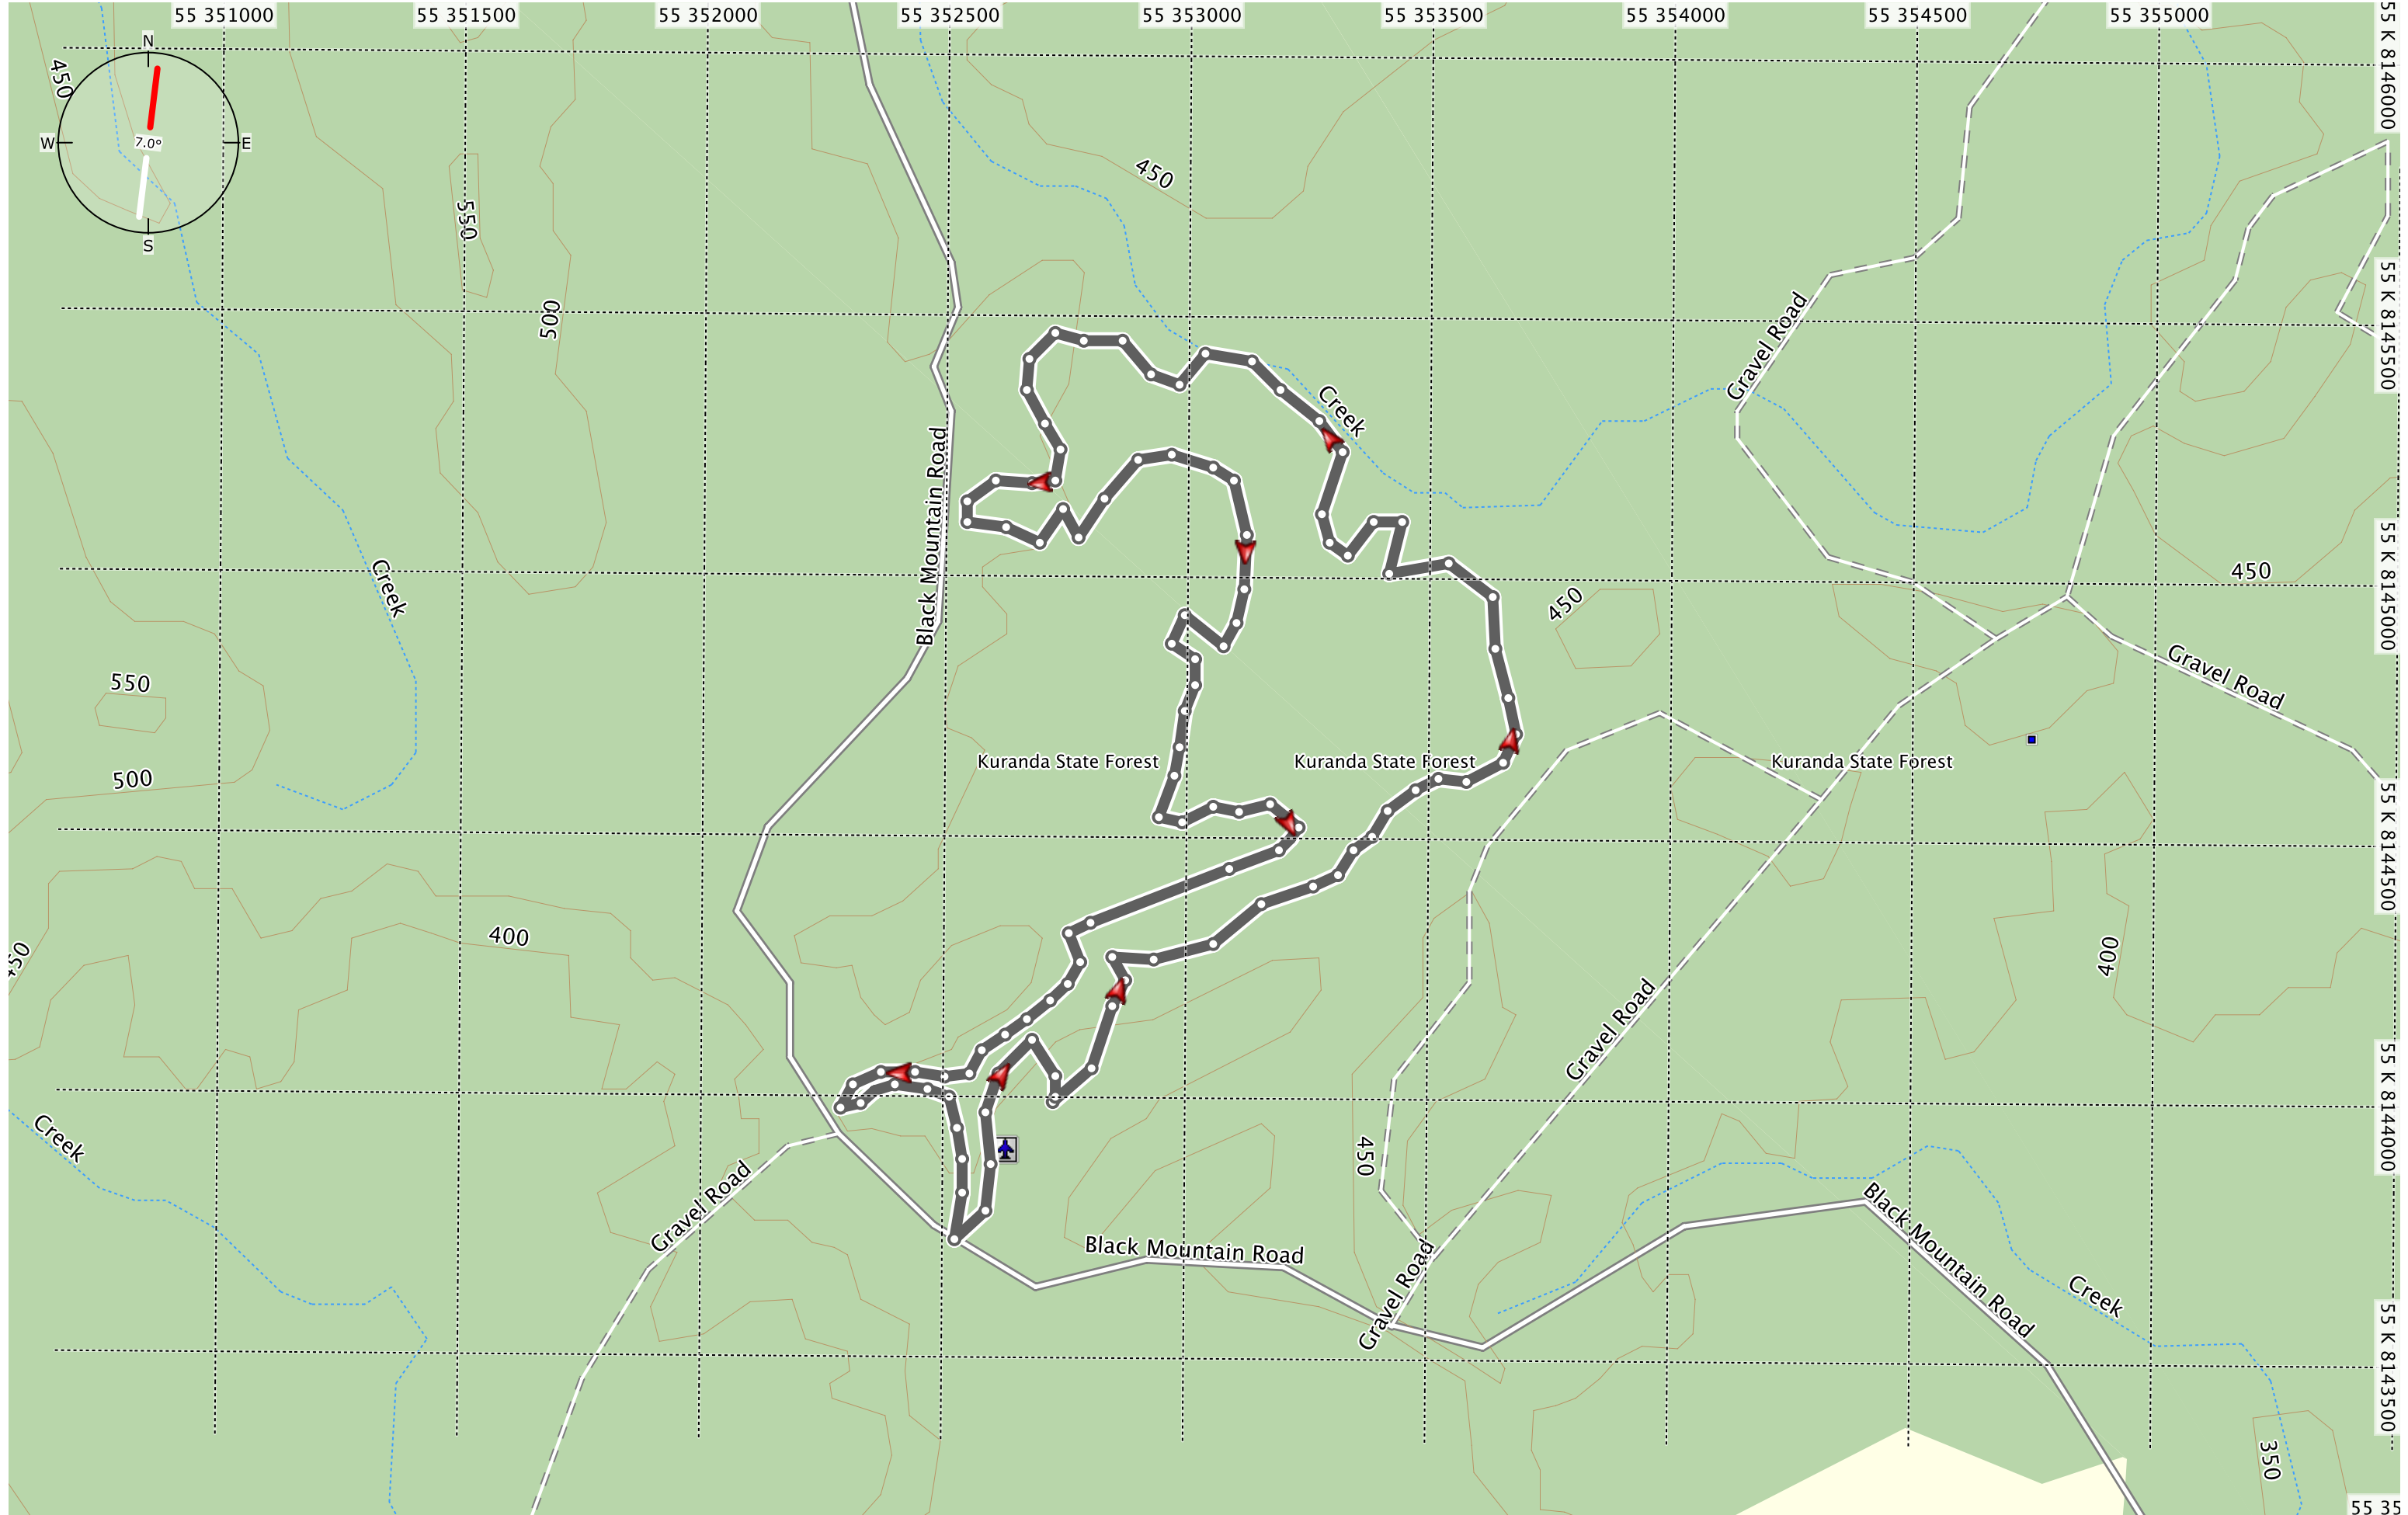 55 351000
55 351500
55 352000
55 352500
55 353000
55 353500
55 354000
55 354500
55 355000
55 K 8146000
N
W
7.0°
E
S
450
450
550
500
55 K 8145500
Gravel Road
Creek
Black Mountain Road
55 K 8145000
450
450
Creek
Gravel Road
550
500
Kuranda State Forest
Kuranda State Forest
Kuranda State Forest
55 K 8144500
400
400
Gravel Road
55 K 8144000
Creek
450
Gravel Road
Black Mountain Road
Gravel Road
Black Mountain Road
Creek
55 K 8143500
350
55 35